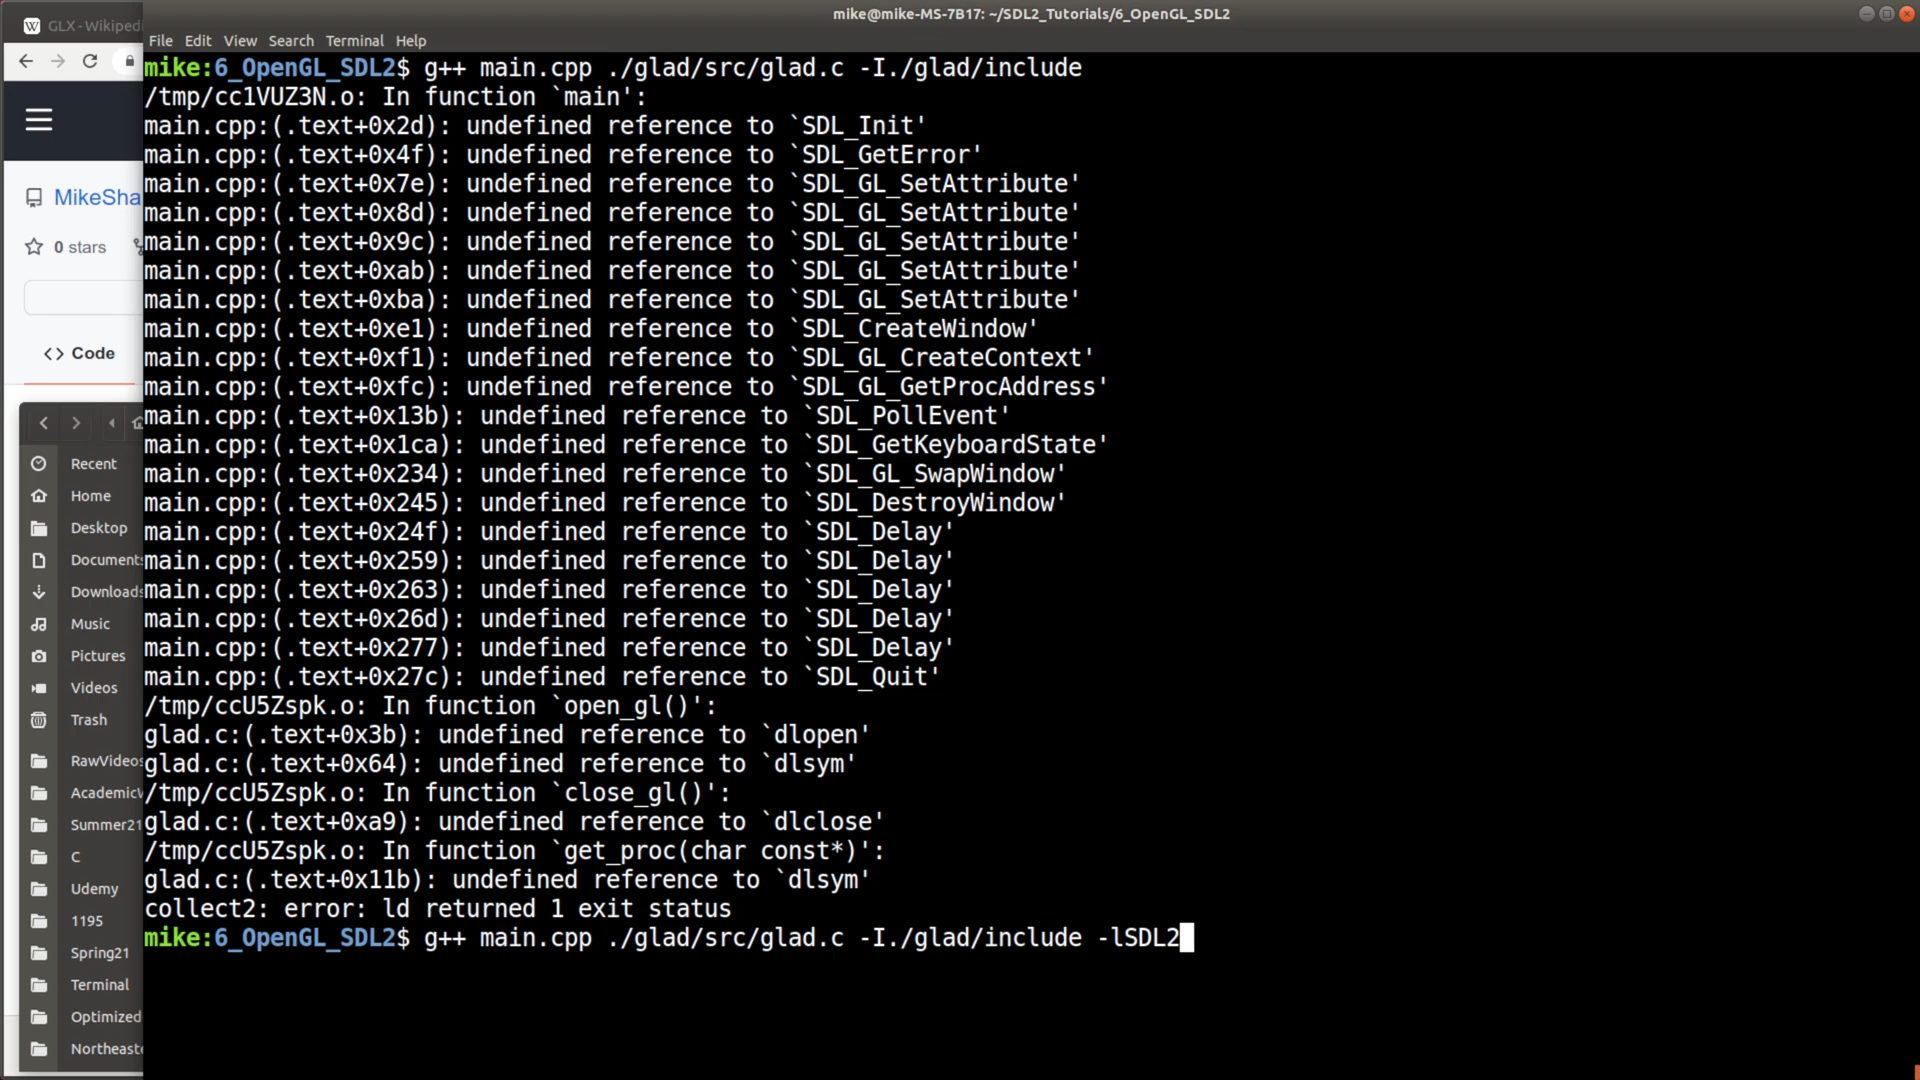 mike@mike-MS-7B17: ~/SDL2_Tutorials/6_OpenGL_SDL2
GLX - Wikipedi
File Edit View Search Terminal Help
mike:6_OpenGL_SDL2$ g++ main.cpp ./glad/src/glad.c -I./glad/include
/tmp/cc1VUZ3N.o: In function `main':
main.cpp:(.text+0x2d): undefined reference to `SDL_Init'
main.cpp:(.text+0x4f): undefined reference to `SDL_GetError'
main.cpp:(.text+0x7e): undefined reference to `SDL_GL_SetAttribute'
main.cpp:(.text+0x8d): undefined reference to `SDL_GL_SetAttribute'
main.cpp:(.text+0x9c): undefined reference to `SDL_GL_SetAttribute'
main.cpp:(.text+0xab): undefined reference to `SDL_GL_SetAttribute'
main.cpp:(.text+0xba): undefined reference to `SDL_GL_SetAttribute'
main.cpp:(.text+0xe1): undefined reference to `SDL_CreateWindow'
main.cpp:(.text+0xf1): undefined reference to `SDL_GL_CreateContext'
main.cpp:(.text+0xfc): undefined reference to `SDL_GL_GetProcAddress'
main.cpp:(.text+0x13b): undefined reference to `SDL_PollEvent'
main.cpp:(.text+0x1ca): undefined reference to `SDL_GetKeyboardState'
main.cpp:(.text+0x234): undefined reference to `SDL_GL_SwapWindow'
main.cpp:(.text+0x245): undefined reference to `SDL_DestroyWindow'
main.cpp:(.text+0x24f): undefined reference to `SDL_Delay'
main.cpp:(.text+0x259): undefined reference to `SDL_Delay'
main.cpp:(.text+0x263): undefined reference to `SDL_Delay'
main.cpp:(.text+0x26d): undefined reference to `SDL_Delay'
main.cpp:(.text+0x277): undefined reference to `SDL_Delay'
main.cpp:(.text+0x27c): undefined reference to `SDL_Quit'
/tmp/ccU5Zspk.o: In function `open_gl()':
glad.c:(.text+0x3b): undefined reference to `dlopen'
glad.c:(.text+0x64): undefined reference to `dlsym'
/tmp/ccU5Zspk.o: In function `close_gl()':
glad.c:(.text+0xa9): undefined reference to `dlclose'
/tmp/ccU5Zspk.o: In function `get_proc(char const*)':
glad.c:(.text+0x11b): undefined reference to `dlsym'
collect2: error: ld returned 1 exit status
mike:6_OpenGL_SDL2$ g++ main.cpp ./glad/src/glad.c -I./glad/include -lSDL2
MikeSha
0 stars
<> Code
Recent
Home
Desktop
Documents
Downloads
Music
Pictures
Videos
Trash
RawVideos
AcademicW
Summer21
C
Udemy
1195
Spring21
Terminal
Optimized
Northeaste